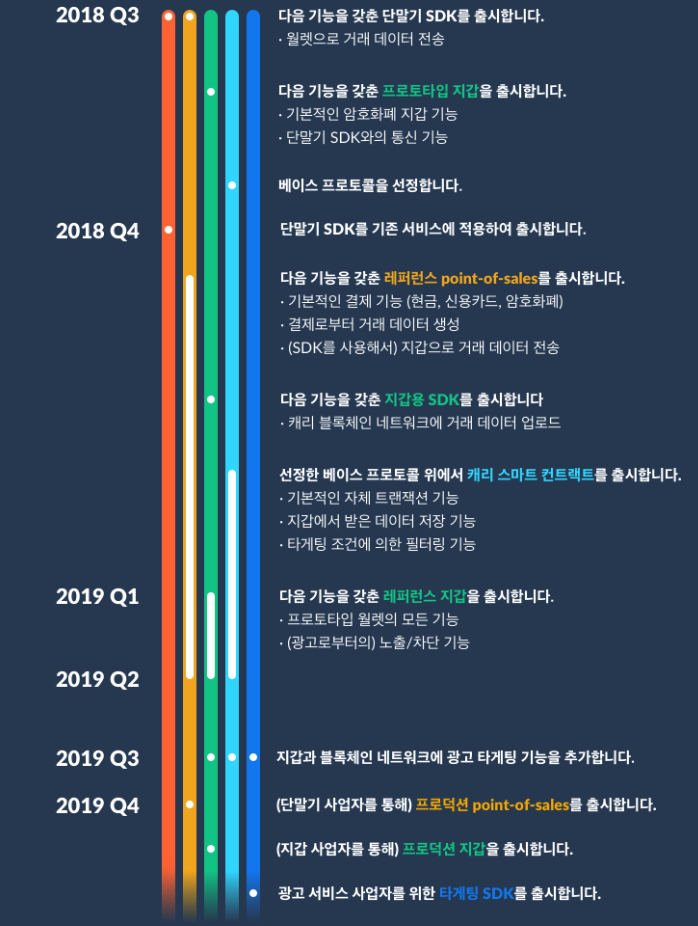 2018 Q3
다음 기능을 갖춘 단말기 SDK를 출시합니다.
· 월렛으로 거래 데이터 전송
다음 기능을 갖춘 프로토타입 지갑을 출시합니다.
· 기본적인 암호화폐 지갑 기능
· 단말기 SDK와의 통신 기능
베이스 프로토콜을 선정합니다.
2018 Q4
단말기 SDK를 기존 서비스에 적용하여 출시합니다.
다음 기능을 갖춘 레퍼런스 point-of-sales를 출시합니다.
· 기본적인 결제 기능 (현금, 신용카드, 암호화폐)
· 결제로부터 거래 데이터 생성
· (SDK를 사용해서) 지갑으로 거래 데이터 전송
다음 기능을 갖춘 지갑용 SDK를 출시합니다
· 캐리 블록체인 네트워크에 거래 데이터 업로드
선정한 베이스 프로토콜 위에서 캐리 스마트 컨트랙트를 출시합니다.
· 기본적인 자체 트랜잭션 기능
· 지갑에서 받은 데이터 저장 기능
· 타게팅 조건에 의한 필터링 기능
2019 Q1
다음 기능을 갖춘 레퍼런스 지갑을 출시합니다.
· 프로토타입 월렛의 모든 기능
· (광고로부터의) 노출/차단 기능
2019 Q2
2019 Q3
지갑과 블록체인 네트워크에 광고 타게팅 기능을 추가합니다.
2019 Q4
(단말기 사업자를 통해) 프로덕션 point-of-sales를 출시합니다.
(지갑 사업자를 통해) 프로덕션 지갑을 출시합니다.
광고 서비스 사업자를 위한 타게팅 SDK를 출시합니다.